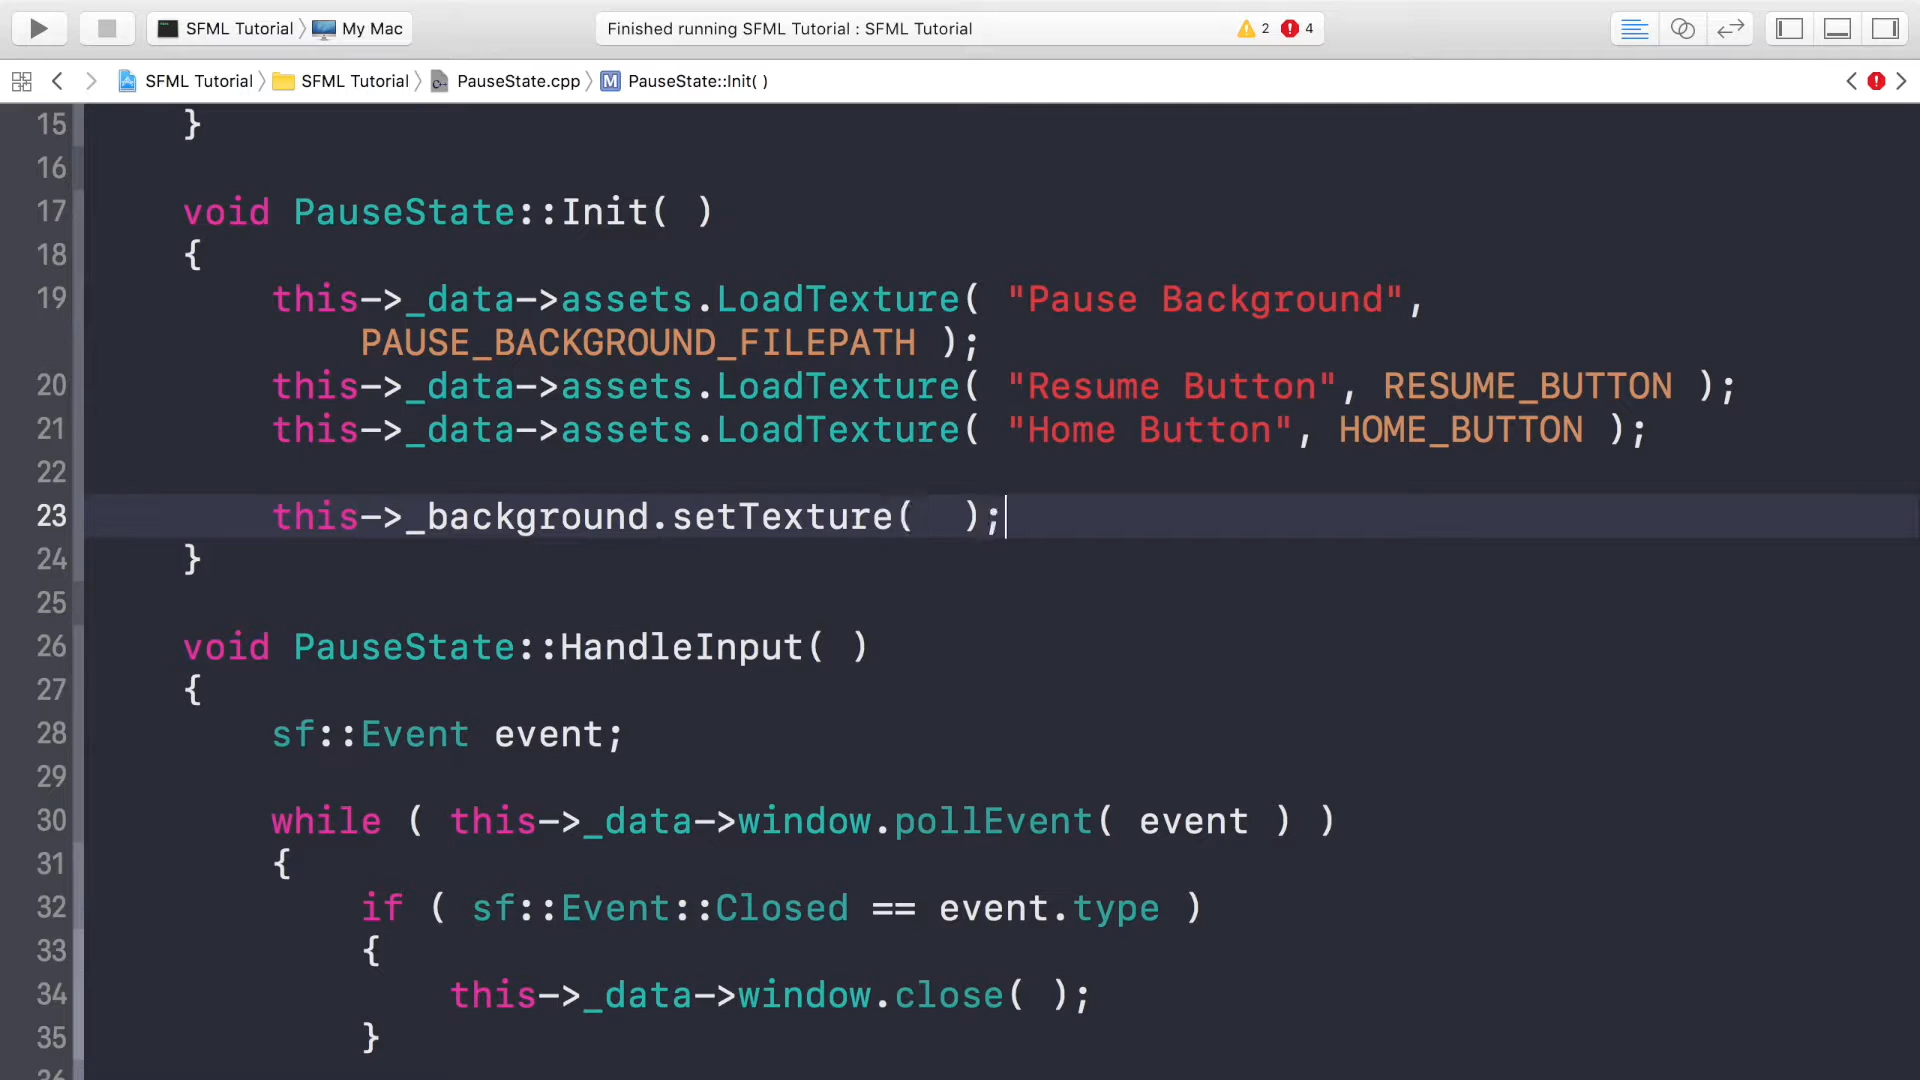 SFML Tutorial 〉 My Mac
Finished running SFML Tutorial : SFML Tutorial
2 4
SFML Tutorial 〉 SFML Tutorial 〉 PauseState.cpp 〉 M PauseState::Init( )
15 }
16
17 void PauseState::Init( )
18 {
19 this->_data->assets.LoadTexture( "Pause Background",
PAUSE_BACKGROUND_FILEPATH );
20 this->_data->assets.LoadTexture( "Resume Button", RESUME_BUTTON );
21 this->_data->assets.LoadTexture( "Home Button", HOME_BUTTON );
22
23 this->_background.setTexture(  );
24 }
25
26 void PauseState::HandleInput( )
27 {
28 sf::Event event;
29
30 while ( this->_data->window.pollEvent( event ) )
31 {
32 if ( sf::Event::Closed == event.type )
33 {
34 this->_data->window.close( );
35 }
36